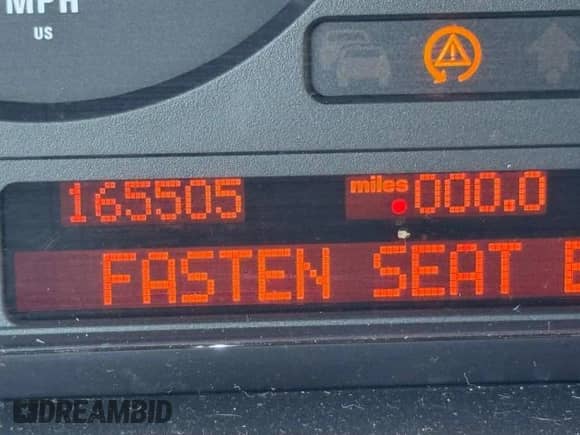 MPH
US
165505 miles 000.0
FASTEN SEAT
DREAMBID